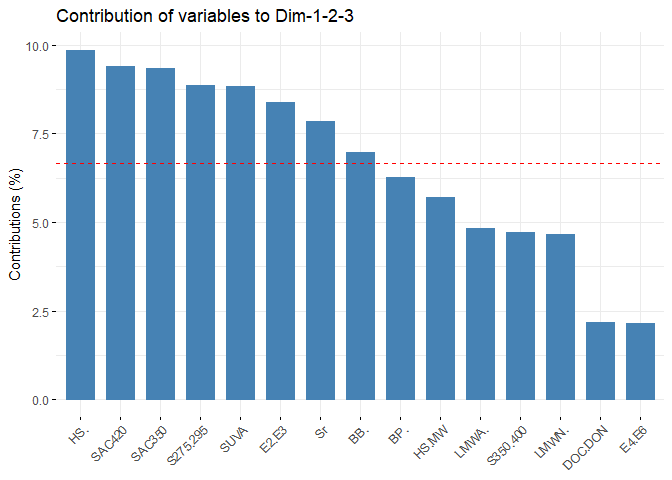 Contribution of variables to Dim-1-2-3
Contributions (%)
10.0
7.5
5.0
2.5
0.0
HS.
SAC420
SAC350
S275.295
SUVA
E2.E3
Sr
BB.
BP.
HS.MW
LMWA.
S350.400
LMWN.
DOC.DON
E4.E6